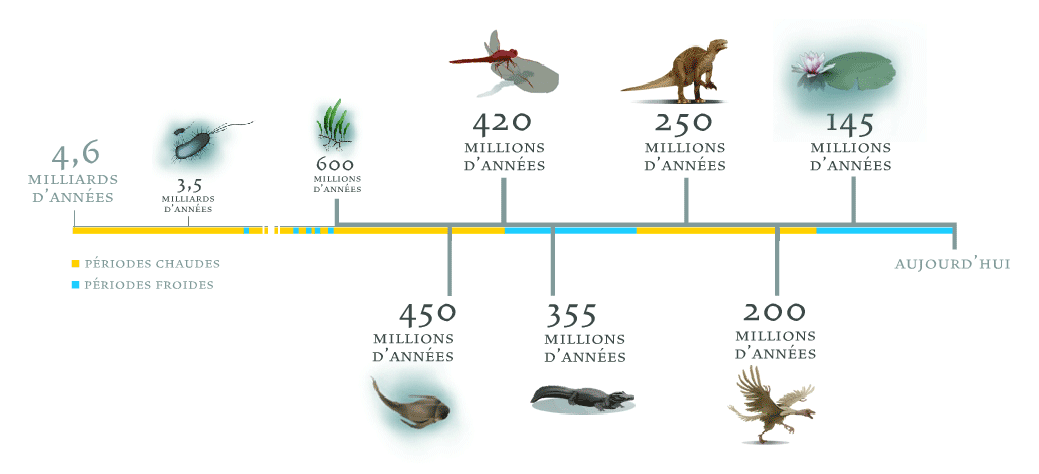 4,6
MILLIARDS
D'ANNÉES
3,5
MILLIARDS
D'ANNÉES
600
MILLIONS
D'ANNÉES
420
MILLIONS
D'ANNÉES
250
MILLIONS
D'ANNÉES
145
MILLIONS
D'ANNÉES
PÉRIODES CHAUDES
PÉRIODES FROIDES
AUJOURD'HUI
450
MILLIONS
D'ANNÉES
355
MILLIONS
D'ANNÉES
200
MILLIONS
D'ANNÉES